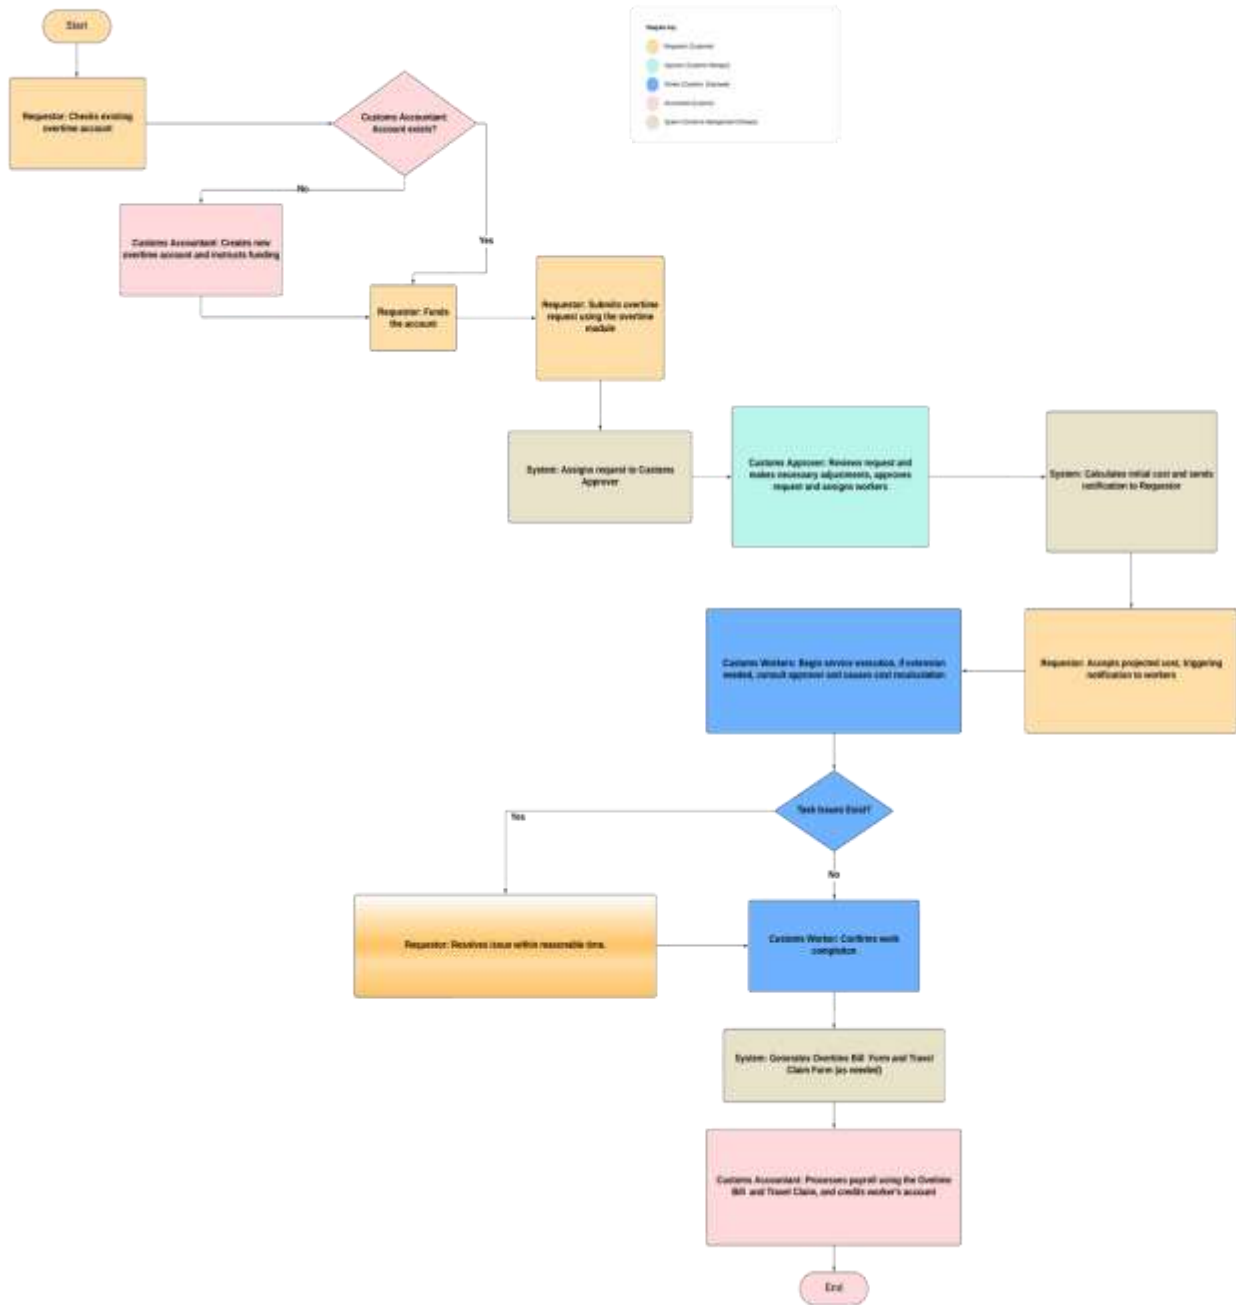 Start
Requestor: Checks existing
overtime account
Customs Accountant:
Account exists?
No
Yes
Customs Accountant: Creates new
overtime account and instructs funding
Requestor: Funds
the account
Requestor: Submits overtime
request using the overtime
module
System: Assigns request to Customs
Approver
Customs Approver: Reviews request and
makes necessary adjustments, approves
request and assigns workers
System: Calculates initial cost and sends
notification to Requestor
Requestor: Accepts projected cost, triggering
notification to workers
Customs Workers: Begin service execution, if extension
needed, consult approver and causes cost recalculation
Task Issues Exist?
Yes
No
Requestor: Resolves issue within reasonable time.
Customs Worker: Confirms work
completion
System: Generates Overtime Bill Form and Travel
Claim Form (as needed)
Customs Accountant: Processes payroll using the Overtime
Bill and Travel Claim, and credits worker's account
End